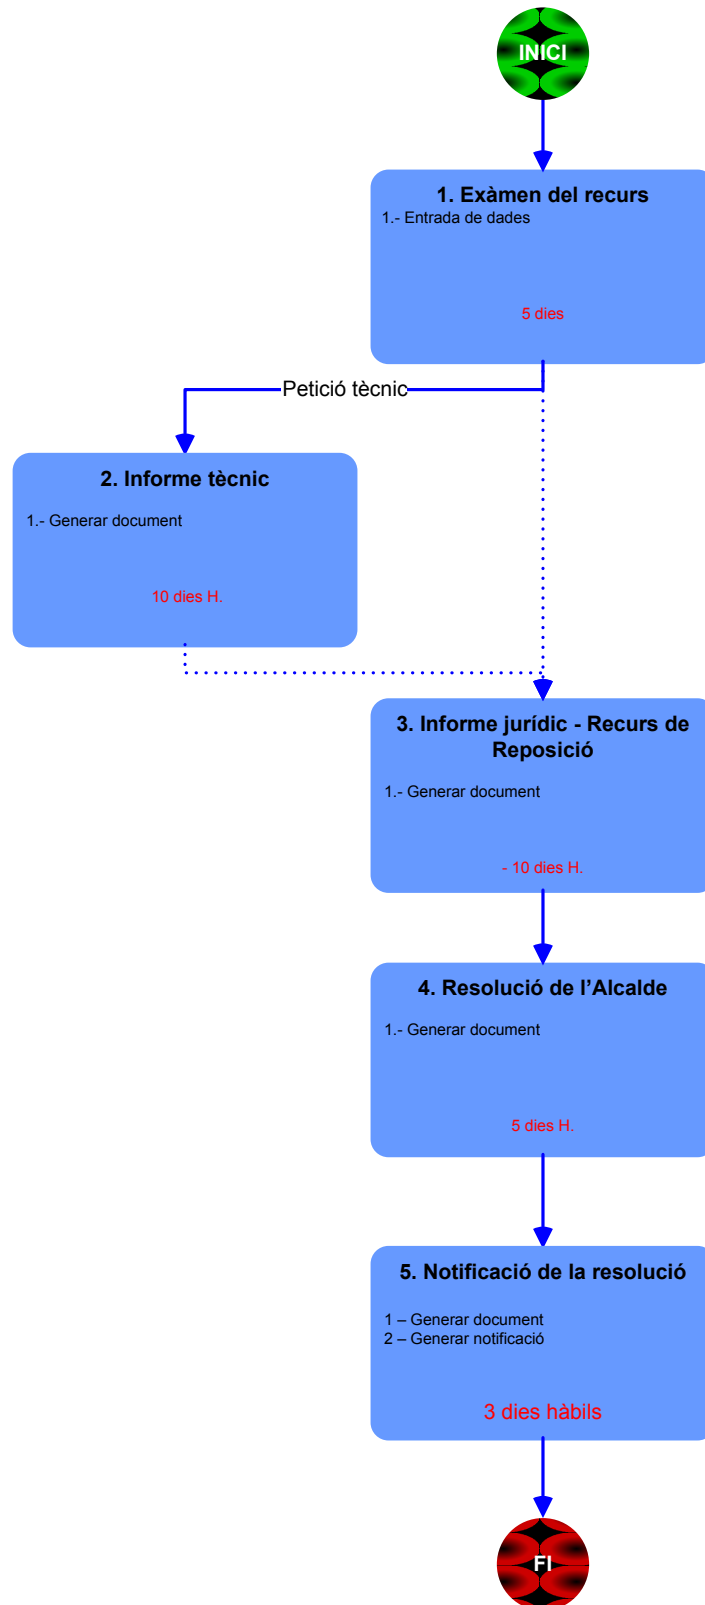 INICI
1. Exàmen del recurs
1.- Entrada de dades
5 dies
Petició tècnic
2. Informe tècnic
1.- Generar document
10 dies H.
3. Informe jurídic - Recurs de
Reposició
1.- Generar document
- 10 dies H.
4. Resolució de l’Alcalde
1.- Generar document
5 dies H.
5. Notificació de la resolució
1 – Generar document
2 – Generar notificació
3 dies hàbils
FI